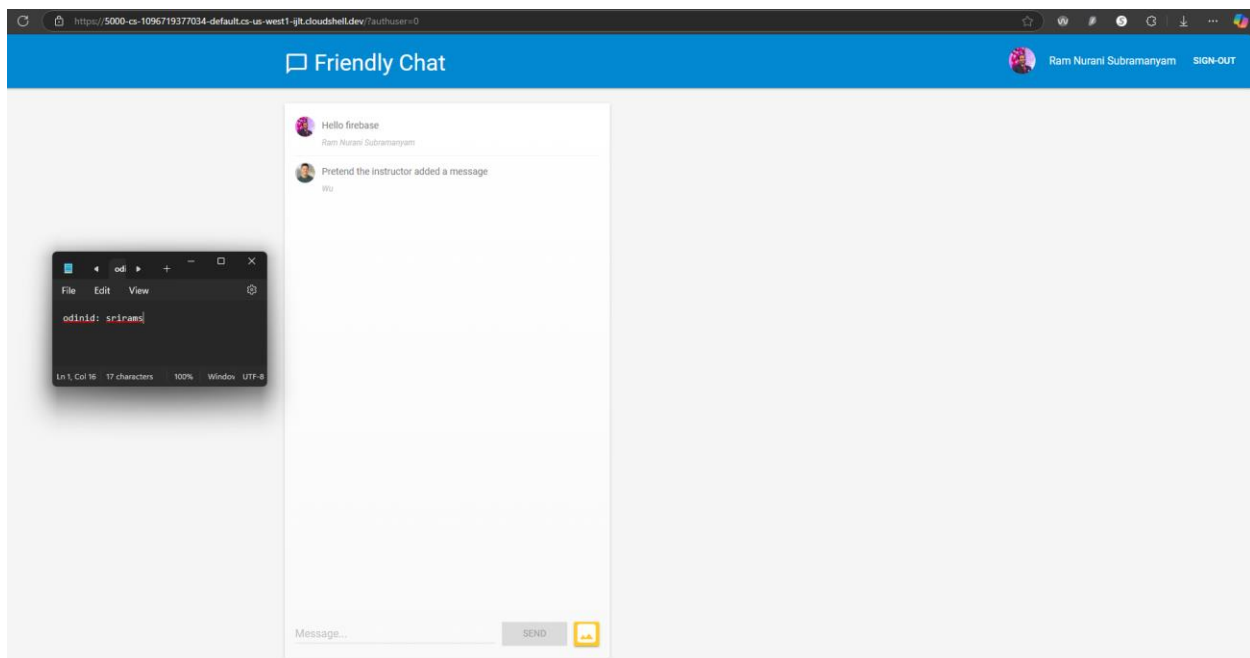 https://5000-cs-1096719377034-default.cs-us-west1-ijlt.cloudshell.dev/?authuser=0
Friendly Chat
Ram Nurani Subramanyam SIGN-OUT
Hello firebase
Ram Nurani Subramanyam
Pretend the instructor added a message
Wu
odi
File Edit View
odinid: srirams
Ln 1, Col 16 17 characters 100% Window UTF-8
Message... SEND